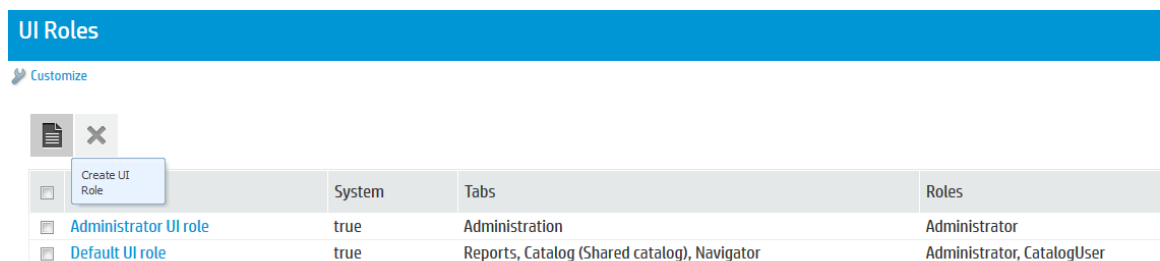 UI Roles
Customize
Create UI
Role
System Tabs Roles
Administrator UI role true Administration Administrator
Default UI role true Reports, Catalog (Shared catalog), Navigator Administrator, CatalogUser